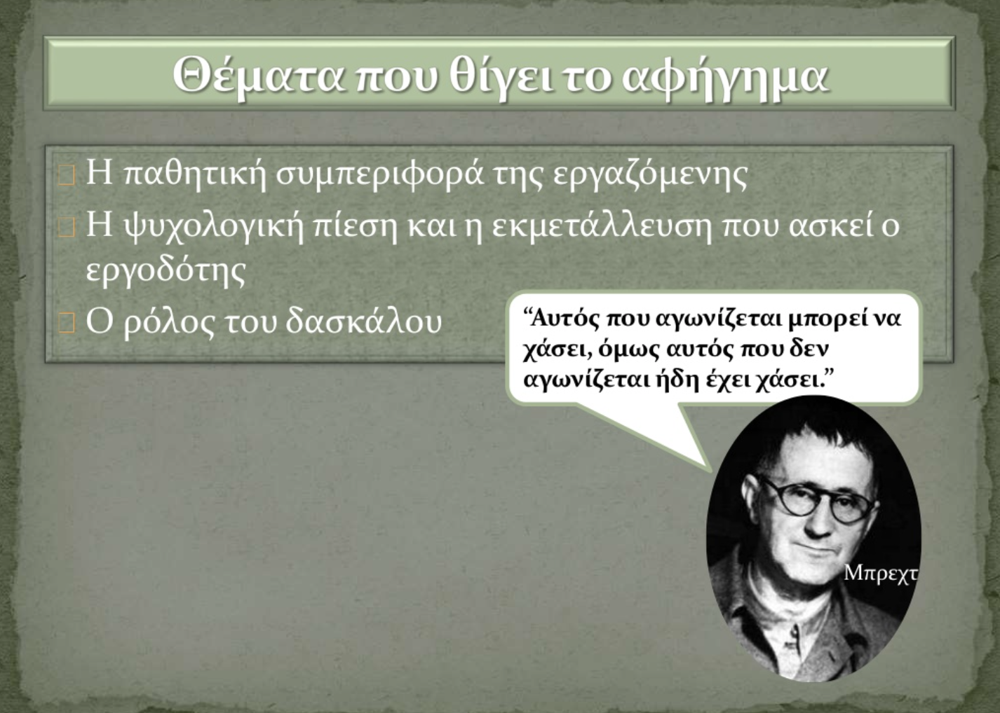 Θέματα που θίγει το αφήγημα
Η παθητική συμπεριφορά της εργαζόμενης
Η ψυχολογική πίεση και η εκμετάλλευση που ασκεί ο
εργοδότης
Ο ρόλος του δασκάλου
“Αυτός που αγωνίζεται μπορεί να
χάσει, όμως αυτός που δεν
αγωνίζεται ήδη έχει χάσει.”
Μπρεχτ